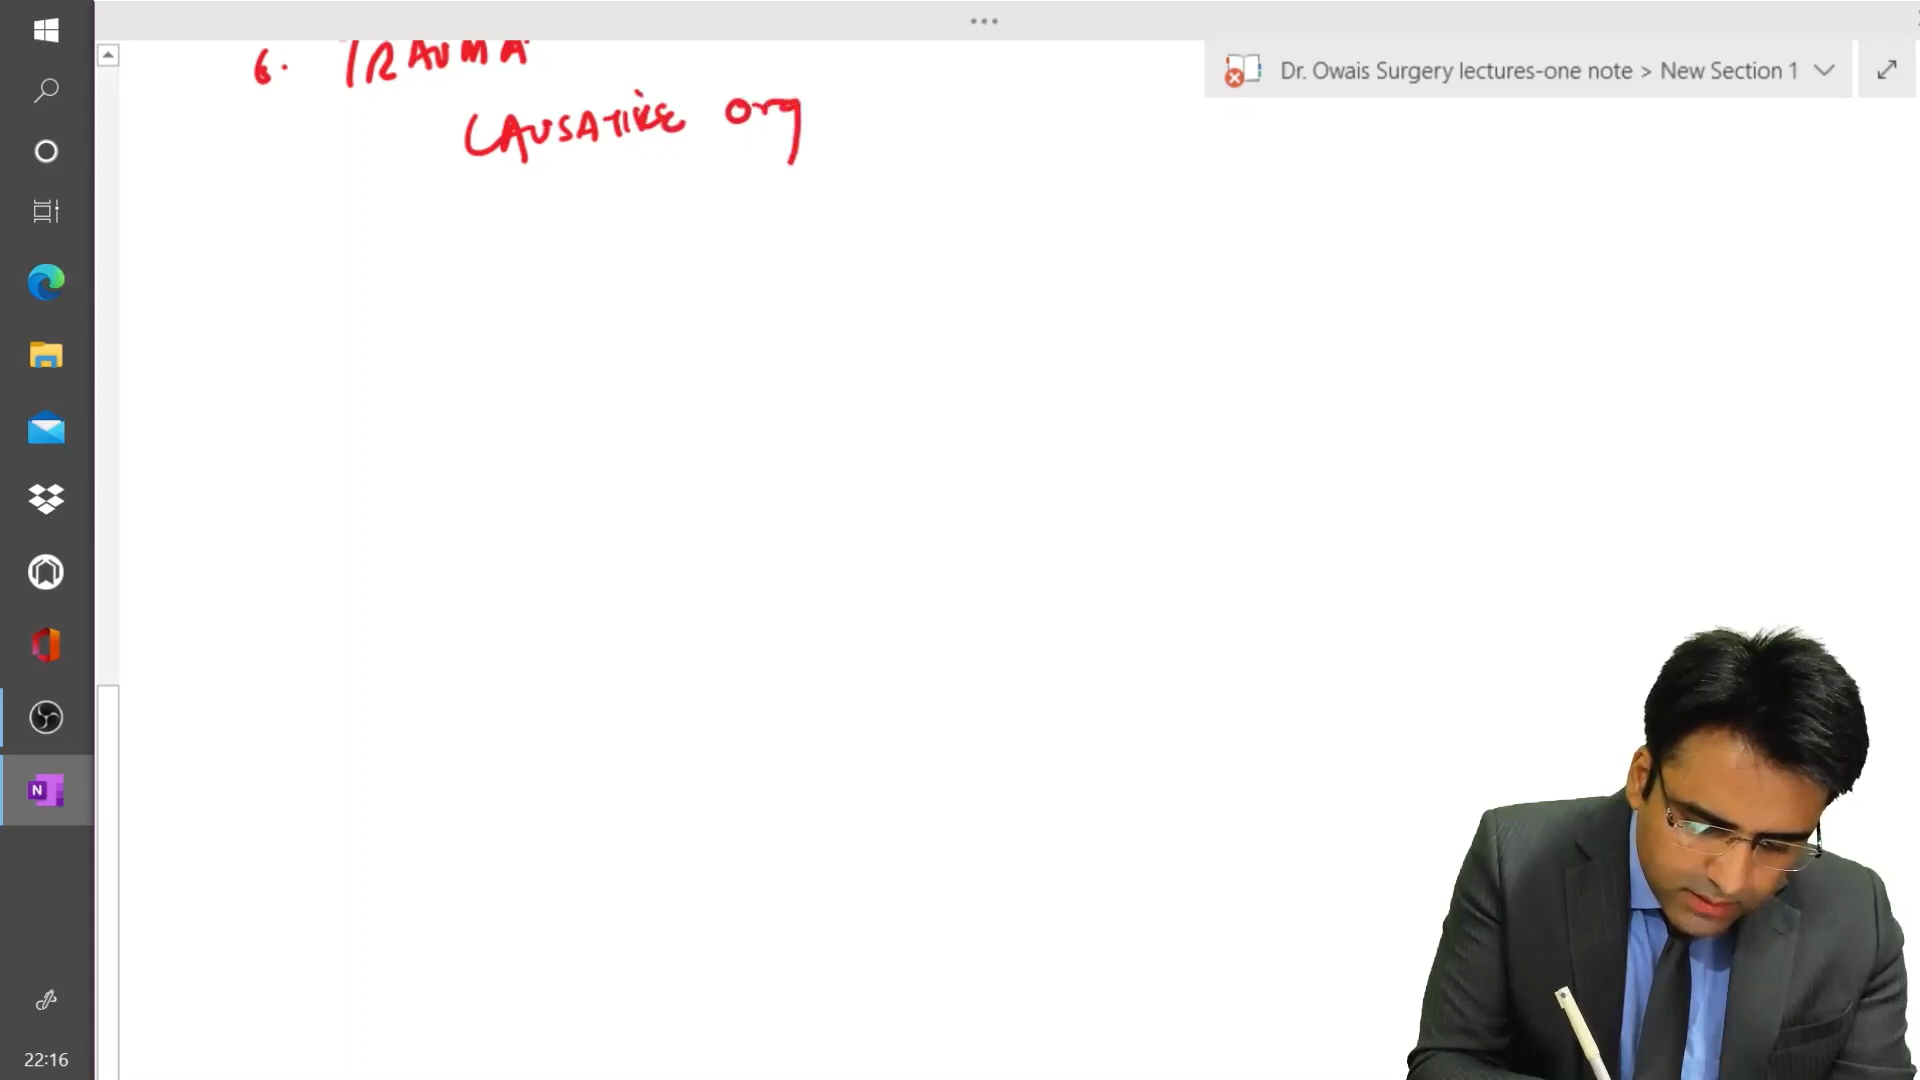 6. TRAUMA
CAUSATIVE org
Dr. Owais Surgery lectures-one note > New Section 1
N
22:16